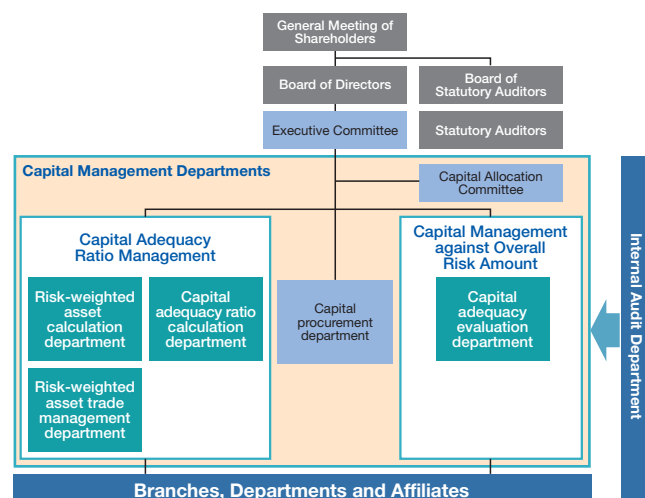 General Meeting of
Shareholders
Board of Directors
Board of
Statutory Auditors
Executive Committee
Statutory Auditors
Capital Management Departments
Capital Allocation
Committee
Capital Adequacy
Ratio Management
Risk-weighted
asset
calculation
department
Capital
adequacy ratio
calculation
department
Risk-weighted
asset trade
management
department
Capital
procurement
department
Capital Management
against Overall
Risk Amount
Capital
adequacy
evaluation
department
Internal Audit Department
Branches, Departments and Affiliates